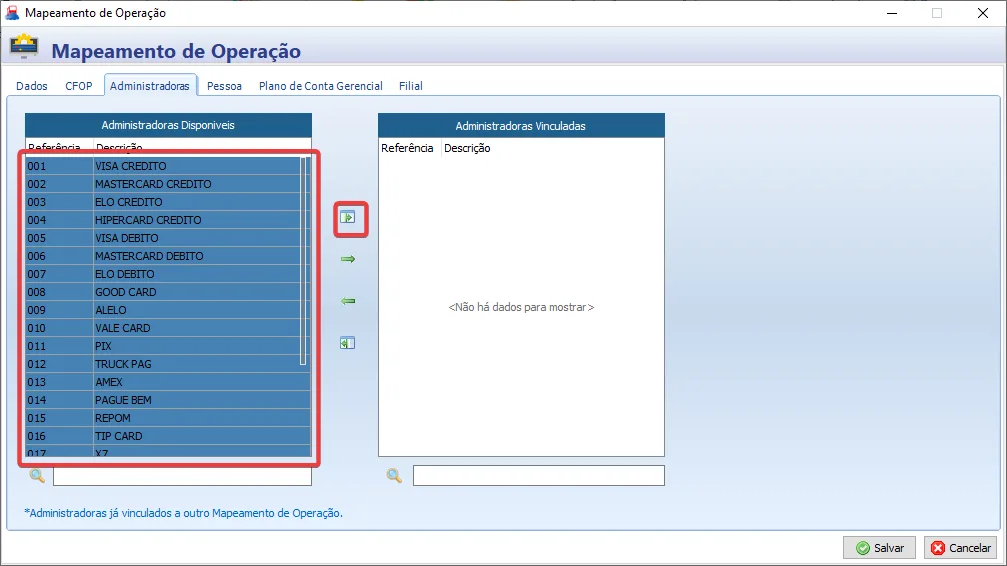 Mapeamento de Operação
Mapeamento de Operação
Dados CFOP Administradoras Pessoa Plano de Conta Gerencial Filial
Administradoras Disponiveis
Referência Descrição
001 VISA CREDITO
002 MASTERCARD CREDITO
003 ELO CREDITO
004 HIPERCARD CREDITO
005 VISA DEBITO
006 MASTERCARD DEBITO
007 ELO DEBITO
008 GOOD CARD
009 ALELO
010 VALE CARD
011 PIX
012 TRUCK PAG
013 AMEX
014 PAGUE BEM
015 REPOM
016 TIP CARD
017 X7
Administradoras Vinculadas
Referência Descrição
<Não há dados para mostrar>
*Administradoras já vinculados a outro Mapeamento de Operação.
Salvar Cancelar